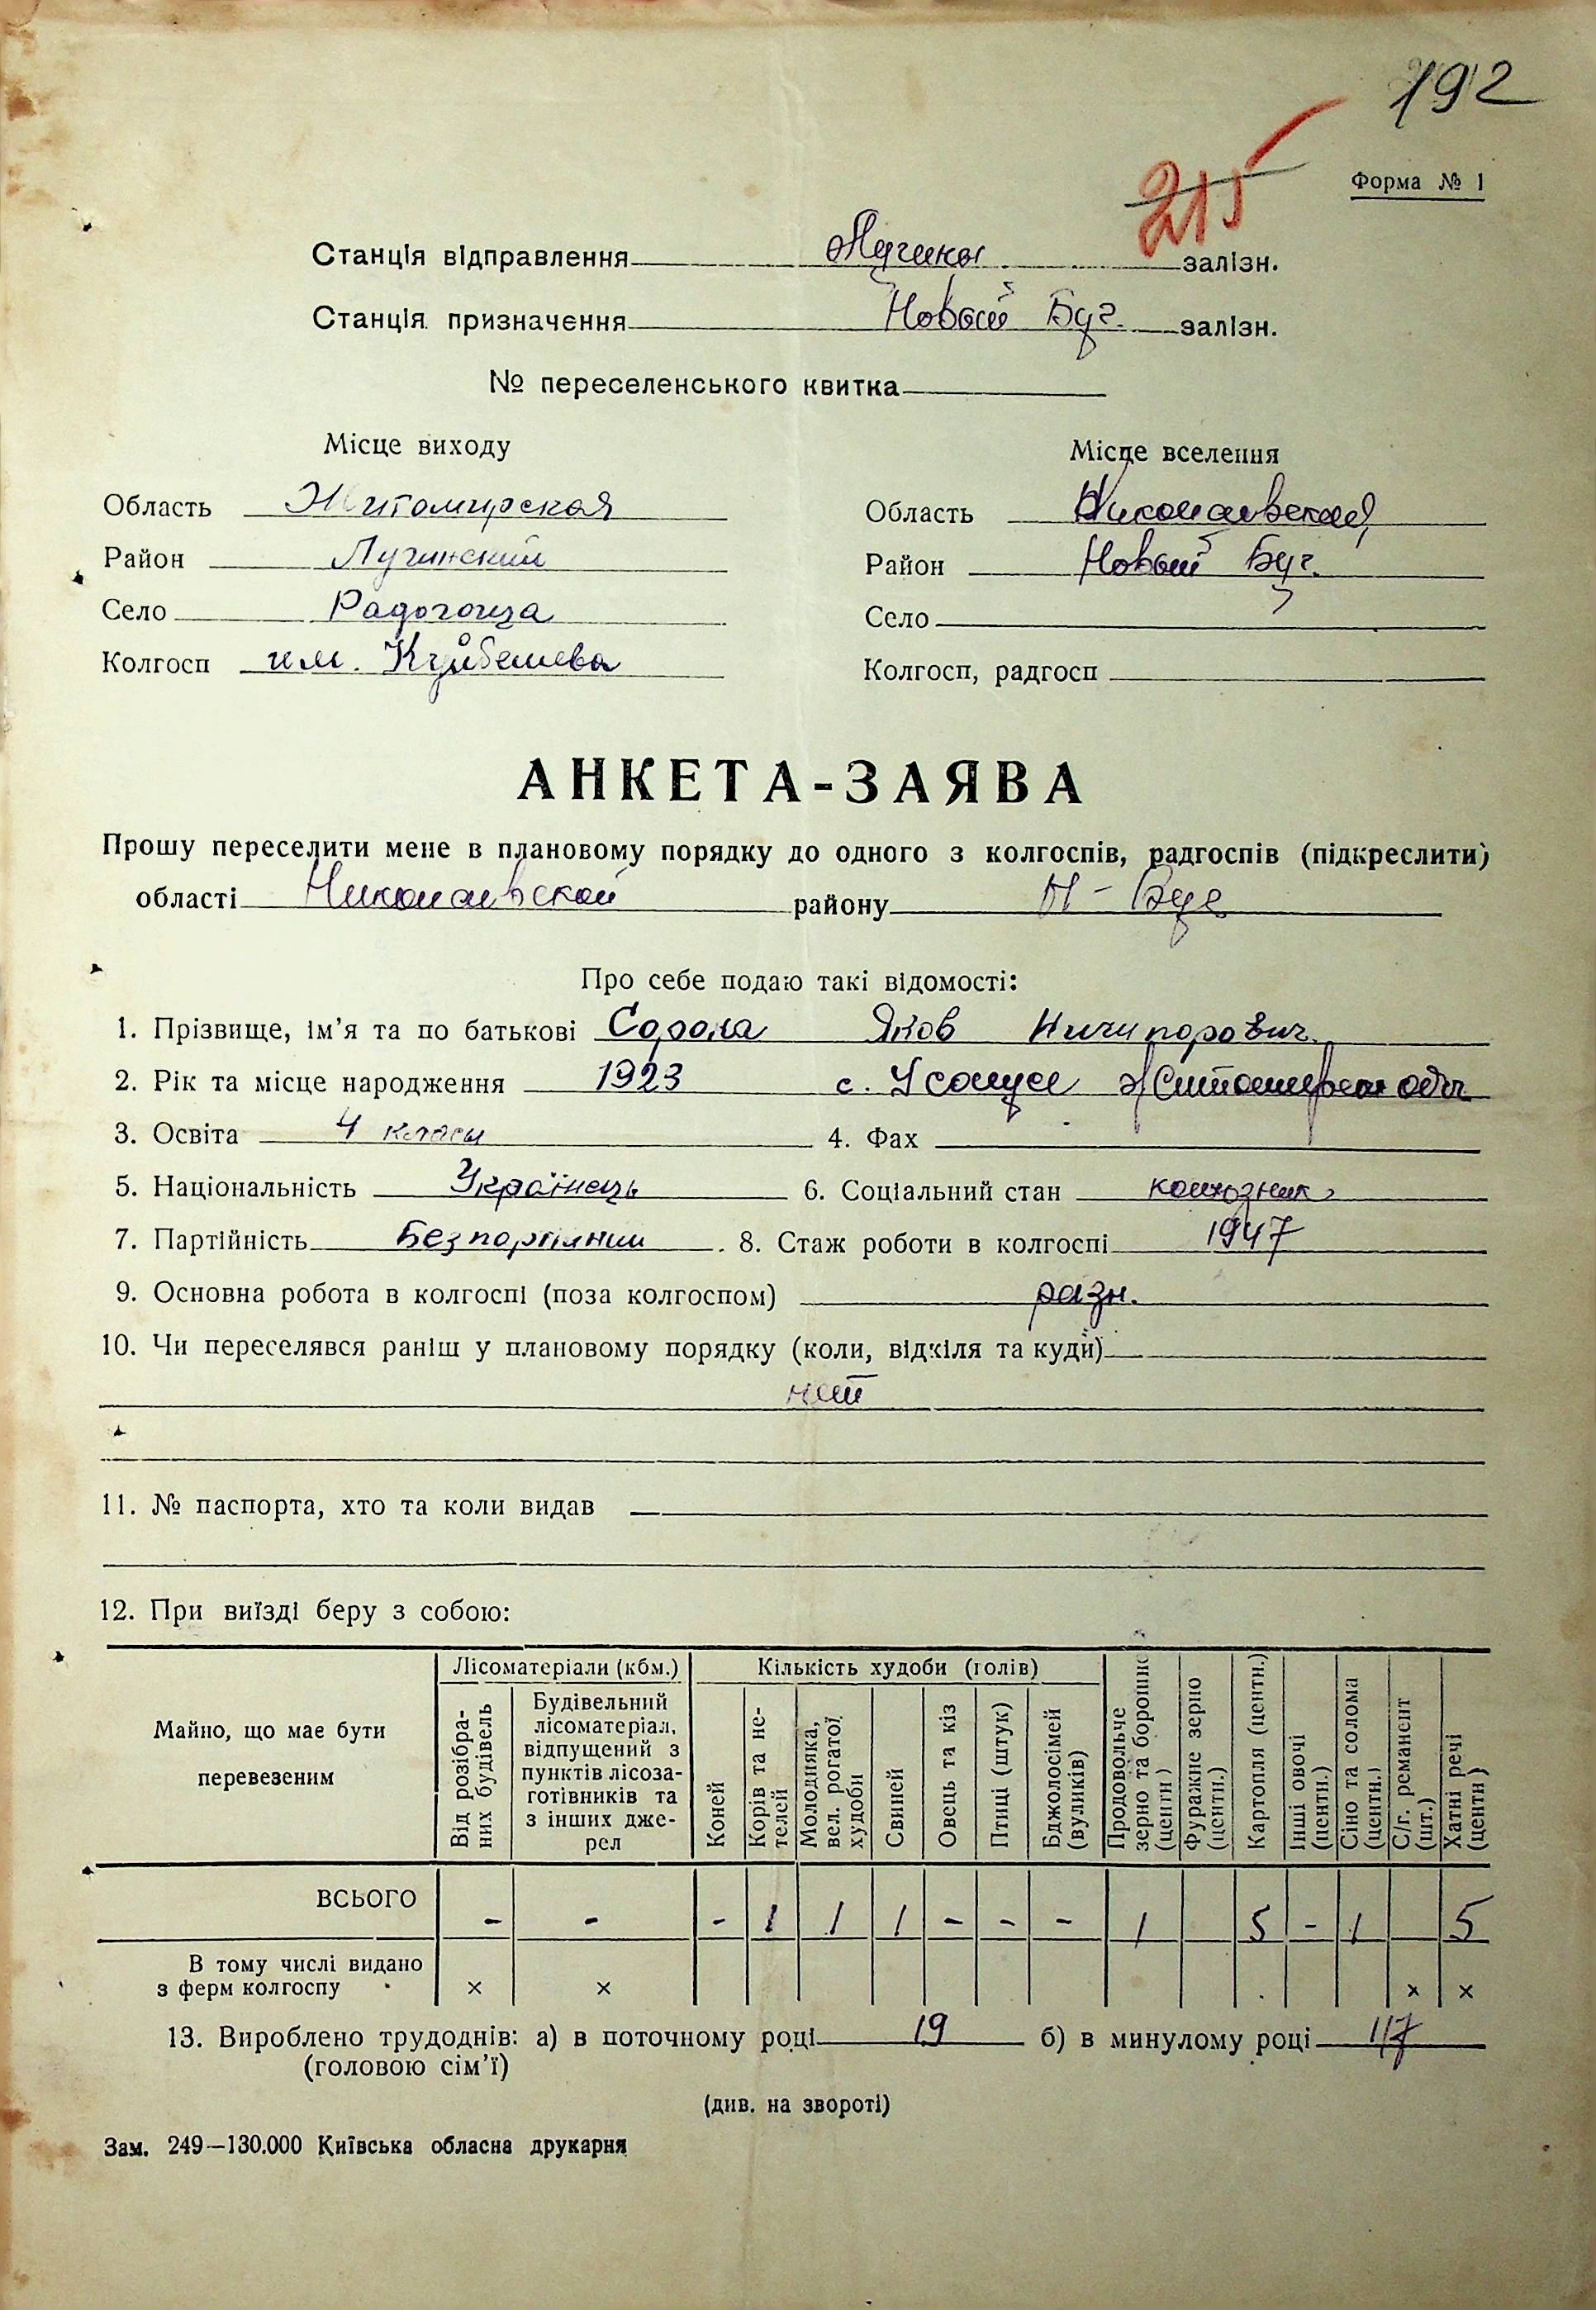 192
215
Форма № 1
Станція відправлення Лучины залізн.
Станція призначення Новый Буг. залізн.
№ переселенського квитка
Місце виходу
Область Житомирская
Район Лучинский
Село Радогоща
Колгосп им. Куйбешева
Місце вселення
Область Николаевская
Район Новый Буг.
Село
Колгосп, радгосп
АНКЕТА-ЗАЯВА
Прошу переселити мене в плановому порядку до одного з колгоспів, радгоспів (підкреслити)
області Николаевской району Н - Буг
Про себе подаю такі відомості:
1. Прізвище, ім'я та по батькові Яков Ничипорович
2. Рік та місце народження 1923 с.
3. Освіта 4 класы 4. Фах
5. Національність Українець 6. Соціальний стан колхозник
7. Партійність Безпартійний 8. Стаж роботи в колгоспі 1947
9. Основна робота в колгоспі (поза колгоспом) разн.
10. Чи переселявся раніш у плановому порядку (коли, відкіля та куди)
нет
11. № паспорта, хто та коли видав
12. При виїзді беру з собою:
Майно, що має бути перевезеним
Лісоматеріали (кбм.)
Від розібраних будівель
Будівельний лісоматеріал, відпущений з пунктів лісозаготівників та з інших джерел
Кількість худоби (голів)
Коней
Корів та нетелей
Молодняка, вел. рогатої худоби
Свиней
Овець та кіз
Птиці (штук)
Бджолосімей (вуликів)
Продовольче зерно та борошно (центн)
Фуражне зерно (центн.)
Картопля (центн.)
Інші овочі (центн.)
Сіно та солома (центн.)
С/г. реманент (шт.)
Хатні речі (центн)
ВСЬОГО - - - 1 1 1 - - - 1 5 - 1 5
В тому числі видано
з ферм колгоспу × × × ×
13. Вироблено трудоднів: а) в поточному році 19 б) в минулому році 117
(головою сім'ї)
(див. на звороті)
Зам. 249—130.000 Київська обласна друкарня